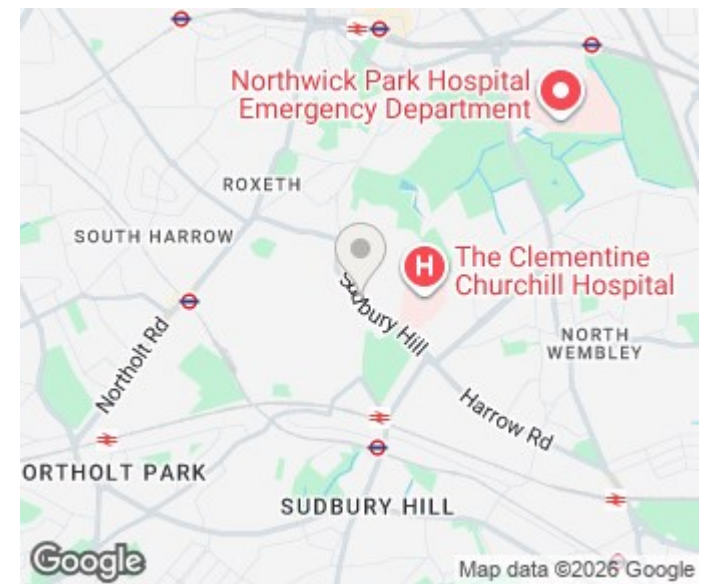 Northwick Park Hospital
Emergency Department
ROXETH
SOUTH HARROW
H
The Clementine
Churchill Hospital
Sudbury Hill
Northolt Rd
NORTH
WEMBLEY
Harrow Rd
ORTHOLT PARK
SUDBURY HILL
Google
Map data ©2026 Google